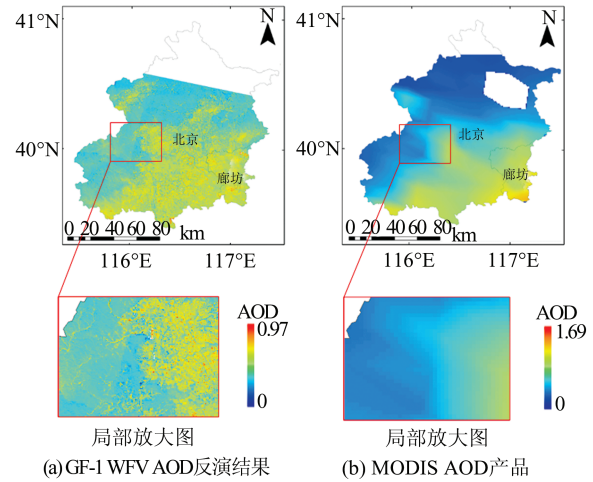 41°N
N
北京
40°N
廊坊
0 20 40 60 80
km
116°E 117°E
AOD
0.97
0
局部放大图
(a) GF-1 WFV AOD反演结果
41°N
N
北京
40°N
廊坊
0 20 40 60 80
km
116°E 117°E
AOD
1.69
0
局部放大图
(b) MODIS AOD产品